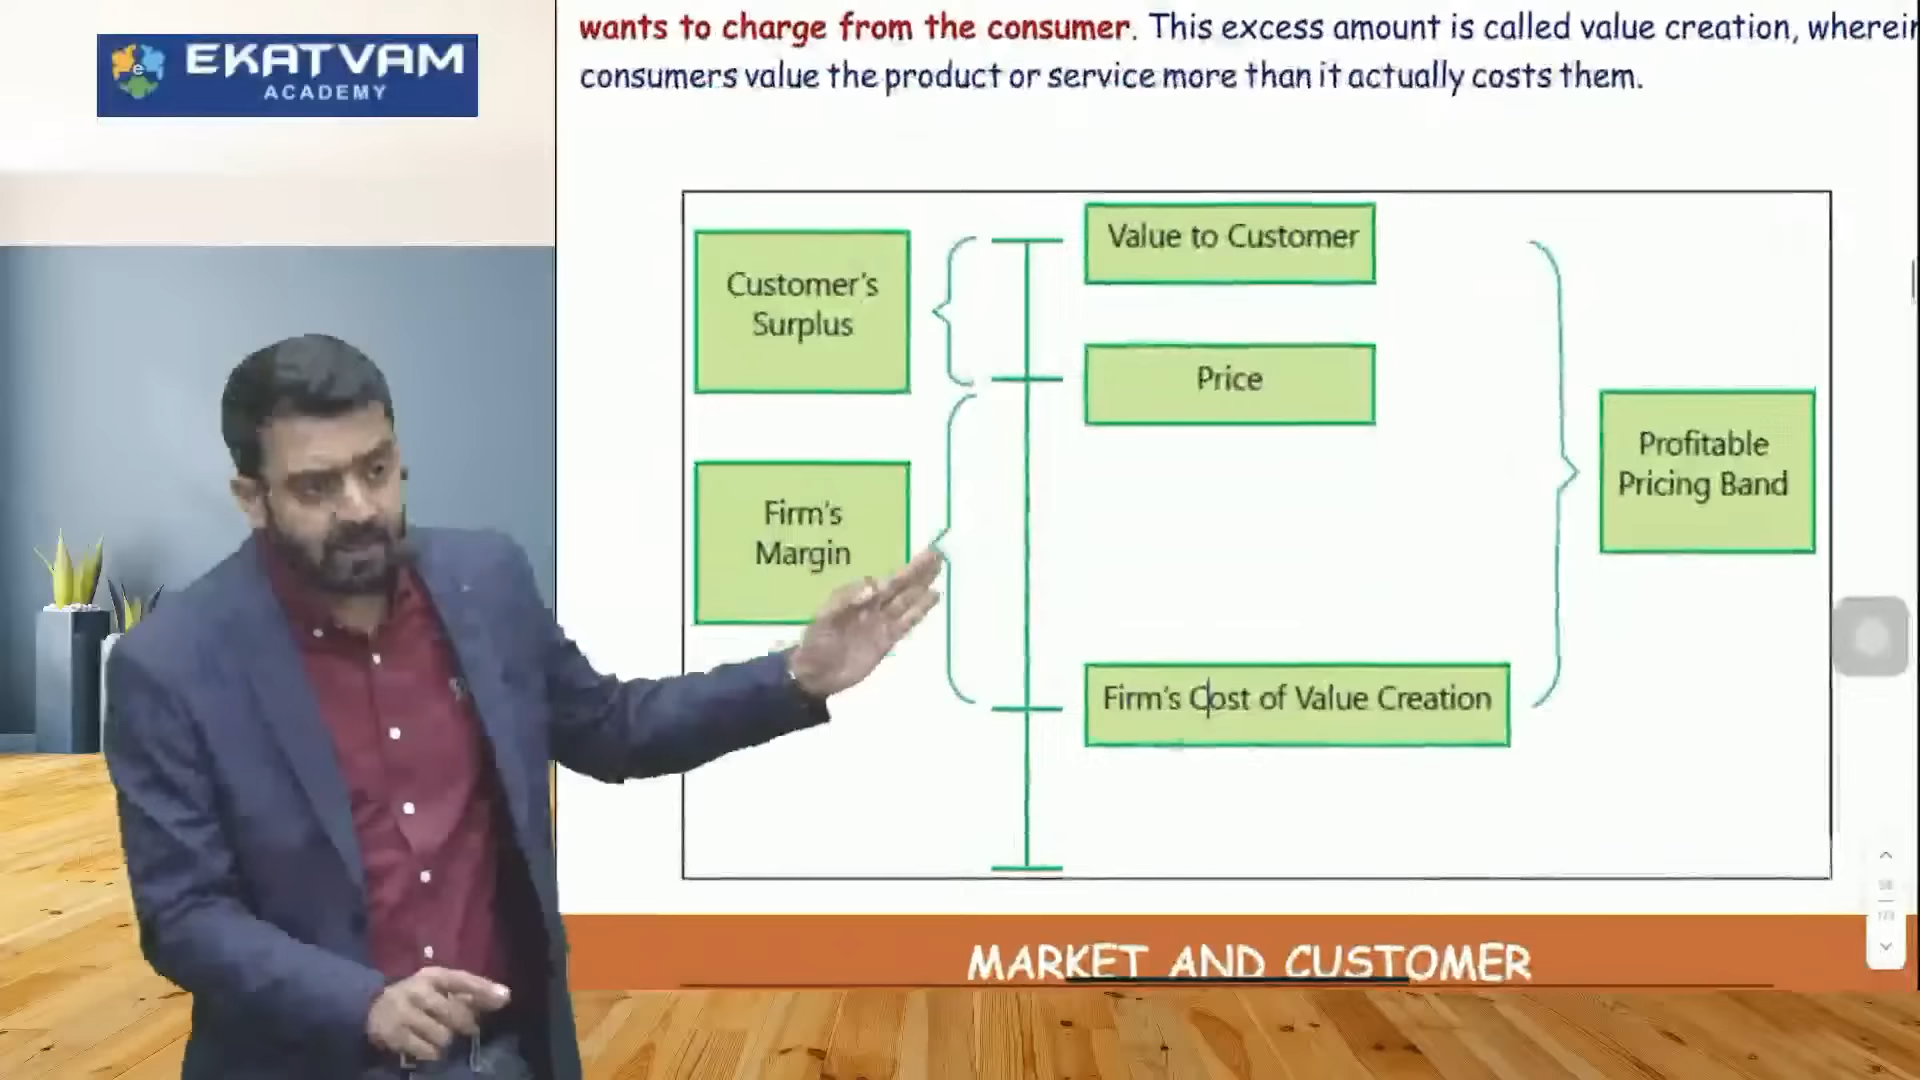 EKATVAM
ACADEMY
wants to charge from the consumer. This excess amount is called value creation, wherein
consumers value the product or service more than it actually costs them.
Value to Customer
Customer's
Surplus
Price
Profitable
Pricing Band
Firm's
Margin
Firm's Cost of Value Creation
MARKET AND CUSTOMER